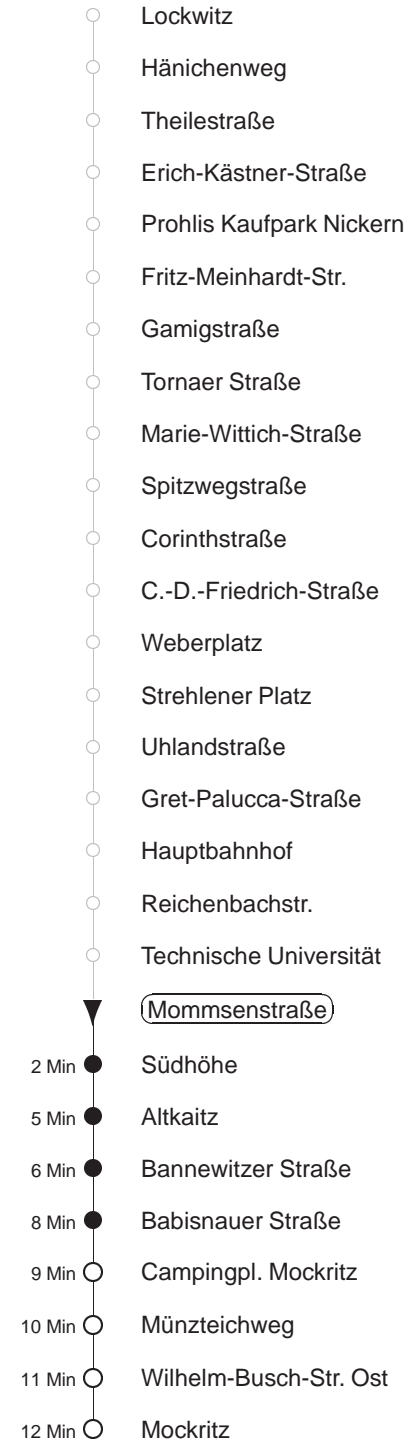 Lockwitz
Hänichenweg
Theilestraße
Erich-Kästner-Straße
Prohlis Kaufpark Nickern
Fritz-Meinhardt-Str.
Gamigstraße
Tornaer Straße
Marie-Wittich-Straße
Spitzwegstraße
Corinthstraße
C.-D.-Friedrich-Straße
Weberplatz
Strehlener Platz
Uhlandstraße
Gret-Palucca-Straße
Hauptbahnhof
Reichenbachstr.
Technische Universität
Mommsenstraße
2 Min Südhöhe
5 Min Altkaitz
6 Min Bannewitzer Straße
8 Min Babisnauer Straße
9 Min Campingpl. Mockritz
10 Min Münzteichweg
11 Min Wilhelm-Busch-Str. Ost
12 Min Mockritz